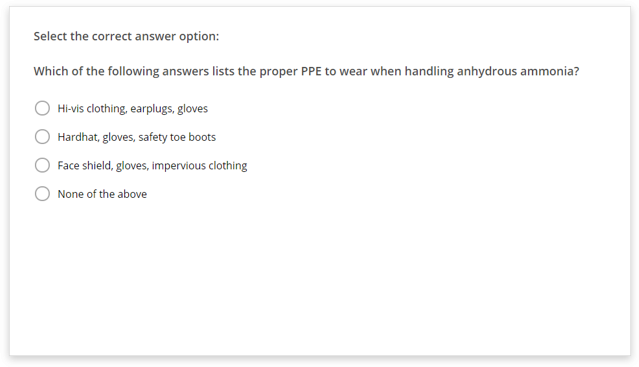 Select the correct answer option:
Which of the following answers lists the proper PPE to wear when handling anhydrous ammonia?
Hi-vis clothing, earplugs, gloves
Hardhat, gloves, safety toe boots
Face shield, gloves, impervious clothing
None of the above